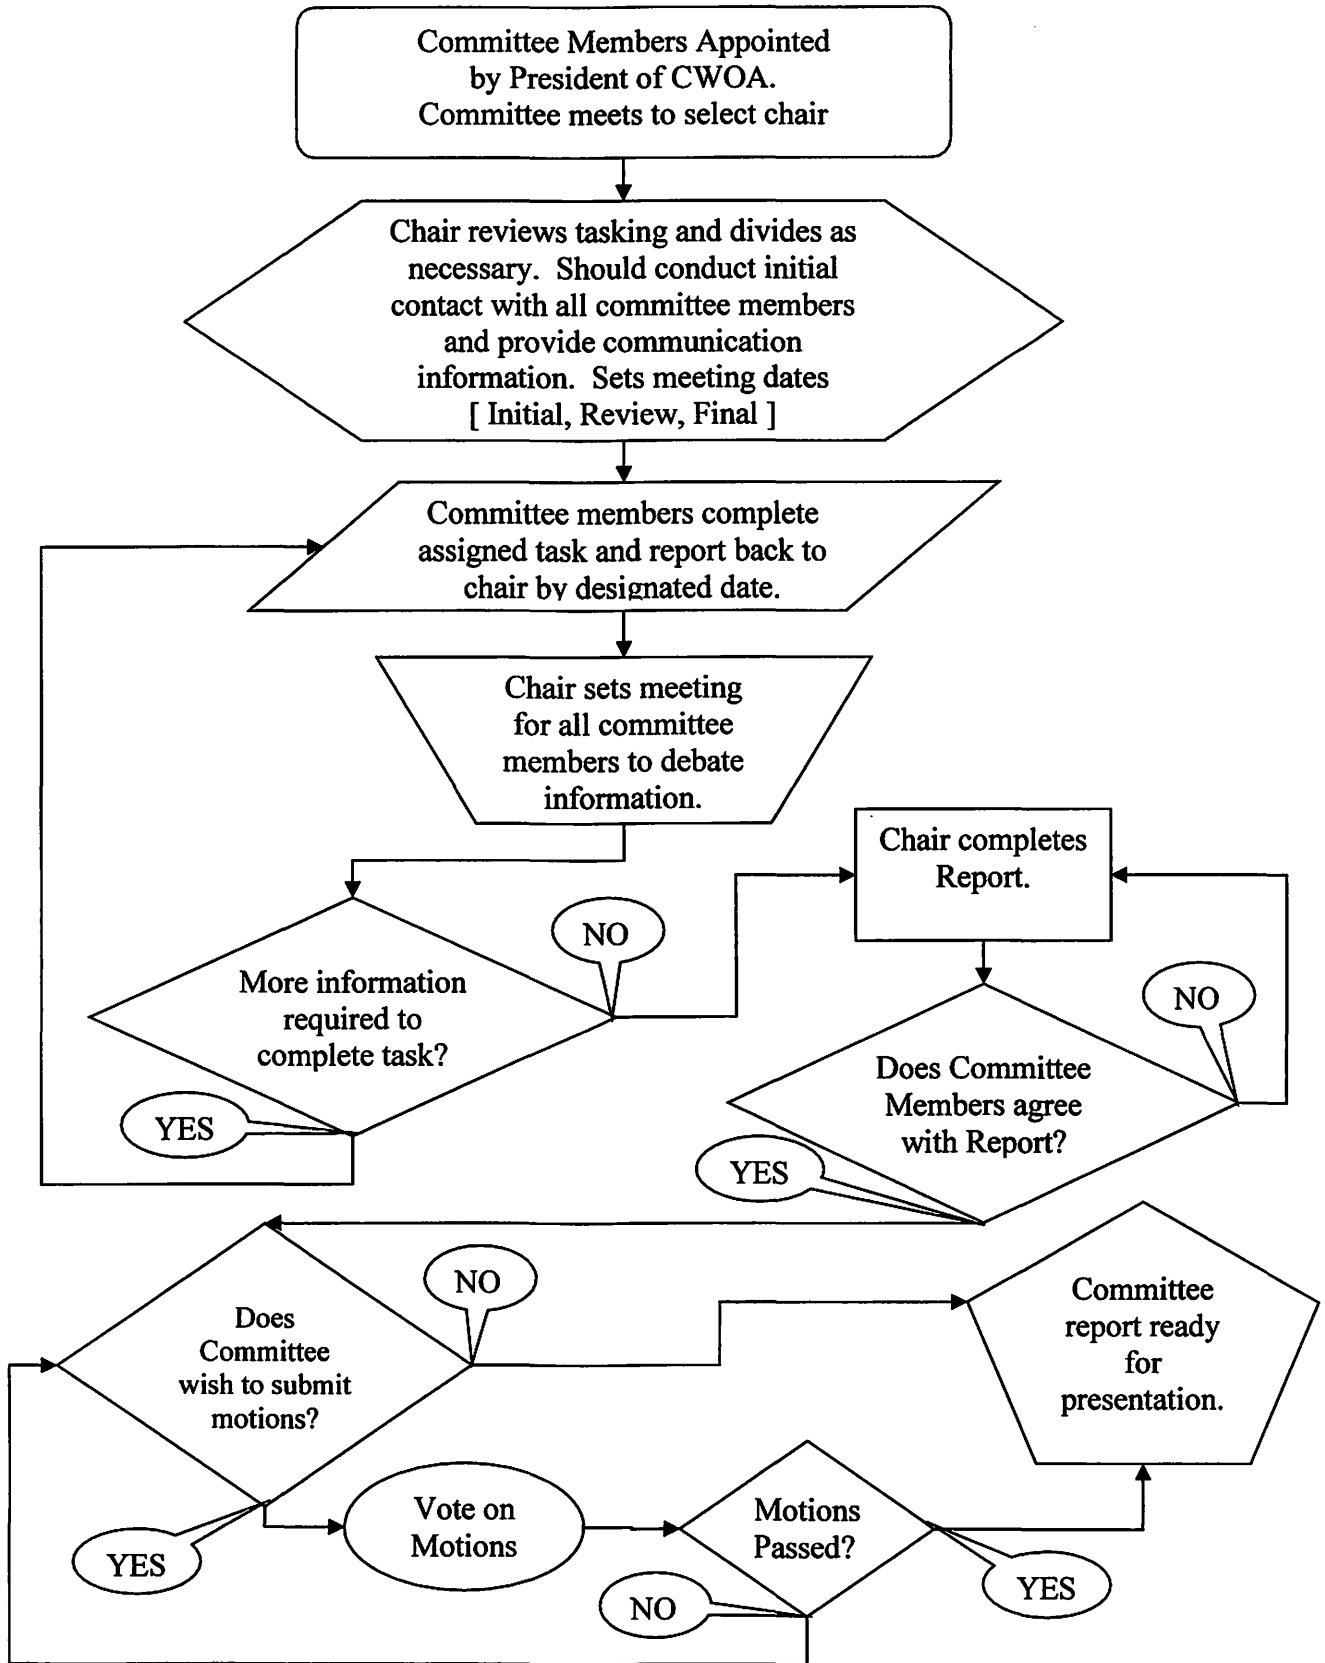 Committee Members Appointed
by President of CWOA.
Committee meets to select chair
Chair reviews tasking and divides as
necessary.  Should conduct initial
contact with all committee members
and provide communication
information.  Sets meeting dates
[ Initial, Review, Final ]
Committee members complete
assigned task and report back to
chair by designated date.
Chair sets meeting
for all committee
members to debate
information.
Chair completes
Report.
NO
More information
required to
complete task?
YES
NO
Does Committee
Members agree
with Report?
YES
NO
Does
Committee
wish to submit
motions?
Committee
report ready
for
presentation.
YES
Vote on
Motions
Motions
Passed?
NO
YES